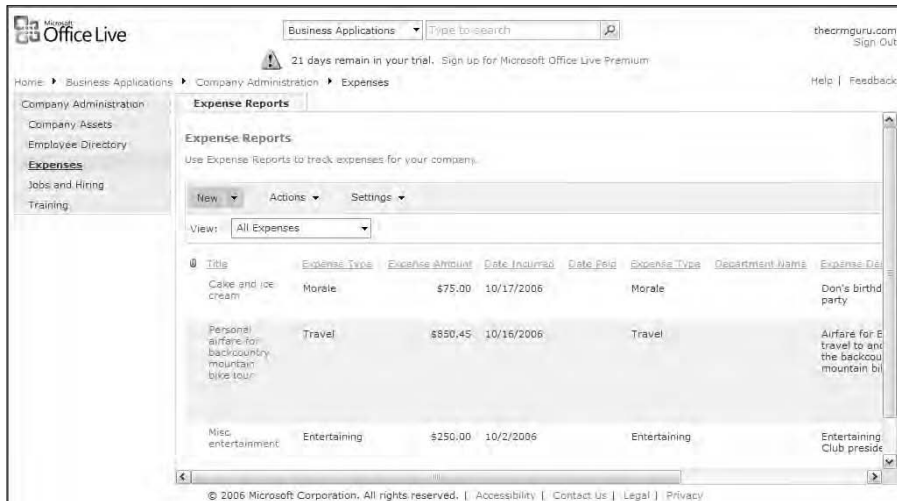 Microsoft
Office Live
Business Applications
Type to search
thecrmguru.com
Sign Out
21 days remain in your trial. Sign up for Microsoft Office Live Premium
Home Business Applications Company Administration Expenses
Help | Feedback
Company Administration
Company Assets
Employee Directory
Expenses
Jobs and Hiring
Training
Expense Reports
Expense Reports
Use Expense Reports to track expenses for your company.
New Actions Settings
View: All Expenses
Title Expense Type Expense Amount Date Incurred Date Paid Expense Type Department Name Expense Des
Cake and ice cream Morale $75.00 10/17/2006 Morale Don's birthd
party
Personal airfare for backcountry mountain bike tour Travel $850.45 10/16/2006 Travel Airfare for E
travel to and
the backcou
mountain bil
Misc. entertainment Entertaining $250.00 10/2/2006 Entertaining Entertaining
Club preside
© 2006 Microsoft Corporation. All rights reserved. | Accessibility | Contact Us | Legal | Privacy